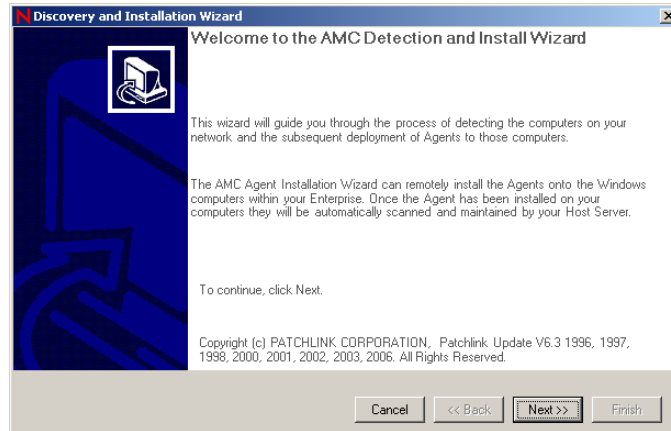 Discovery and Installation Wizard
Welcome to the AMC Detection and Install Wizard
This wizard will guide you through the process of detecting the computers on your
network and the subsequent deployment of Agents to those computers.
The AMC Agent Installation Wizard can remotely install the Agents onto the Windows
computers within your Enterprise. Once the Agent has been installed on your
computers they will be automatically scanned and maintained by your Host Server.
To continue, click Next.
Copyright (c) PATCHLINK CORPORATION, Patchlink Update V6.3 1996, 1997,
1998, 2000, 2001, 2002, 2003, 2006. All Rights Reserved.
Cancel << Back Next >> Finish